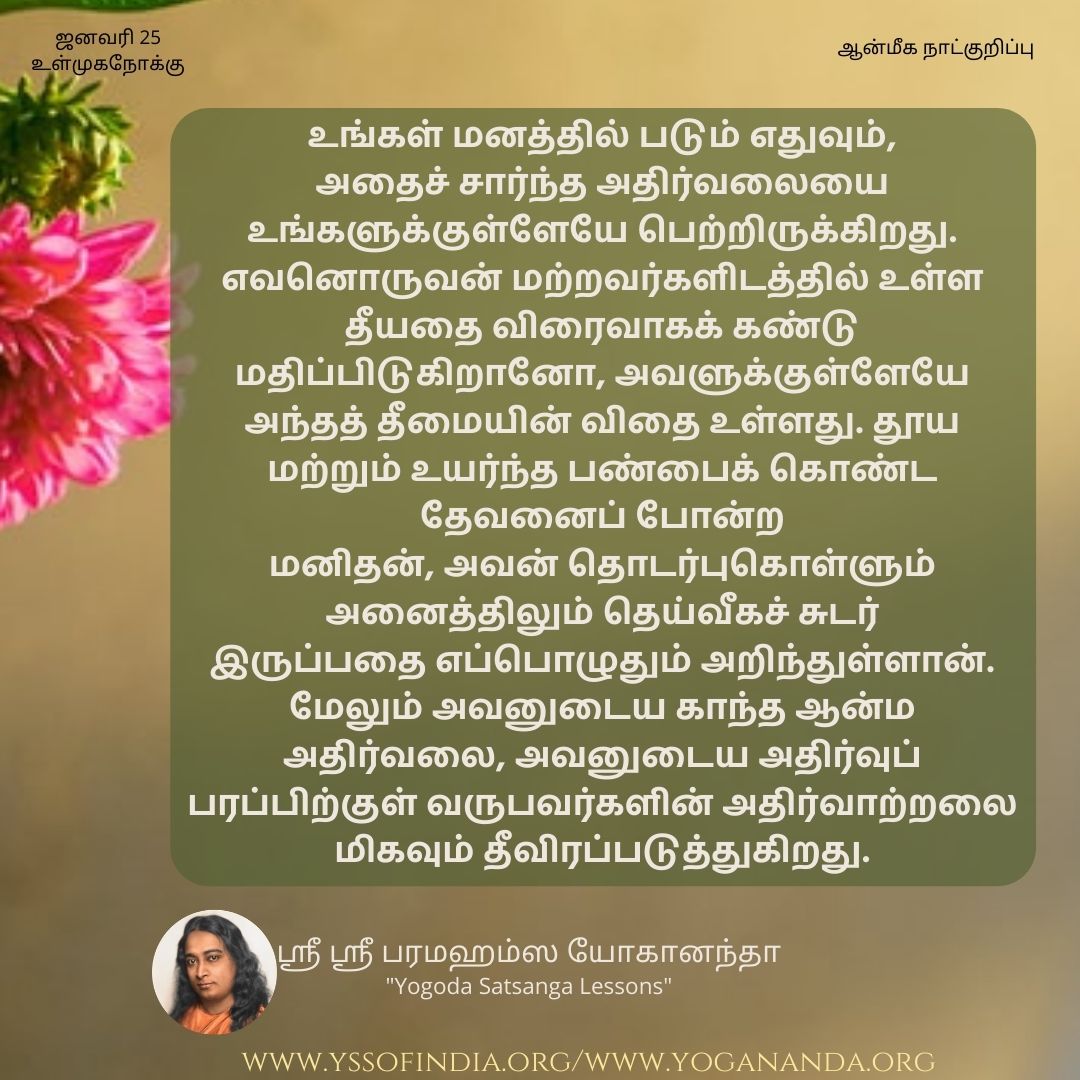 ஜனவரி 25
உள்முகநோக்கு
ஆன்மீக நாட்குறிப்பு
உங்கள் மனத்தில் படும் எதுவும்,
அதைச் சார்ந்த அதிர்வலையை
உங்களுக்குள்ளேயே பெற்றிருக்கிறது.
எவனொருவன் மற்றவர்களிடத்தில் உள்ள
தீயதை விரைவாகக் கண்டு
மதிப்பிடுகிறானோ, அவளுக்குள்ளேயே
அந்தத் தீமையின் விதை உள்ளது. தூய
மற்றும் உயர்ந்த பண்பைக் கொண்ட
தேவனைப் போன்ற
மனிதன், அவன் தொடர்புகொள்ளும்
அனைத்திலும் தெய்வீகச் சுடர்
இருப்பதை எப்பொழுதும் அறிந்துள்ளான்.
மேலும் அவனுடைய காந்த ஆன்ம
அதிர்வலை, அவனுடைய அதிர்வுப்
பரப்பிற்குள் வருபவர்களின் அதிர்வாற்றலை
மிகவும் தீவிரப்படுத்துகிறது.
ஸ்ரீ ஸ்ரீ பரமஹம்ஸ யோகானந்தா
"Yogoda Satsanga Lessons"
WWW.YSSOFINDIA.ORG/WWW.YOGANANDA.ORG